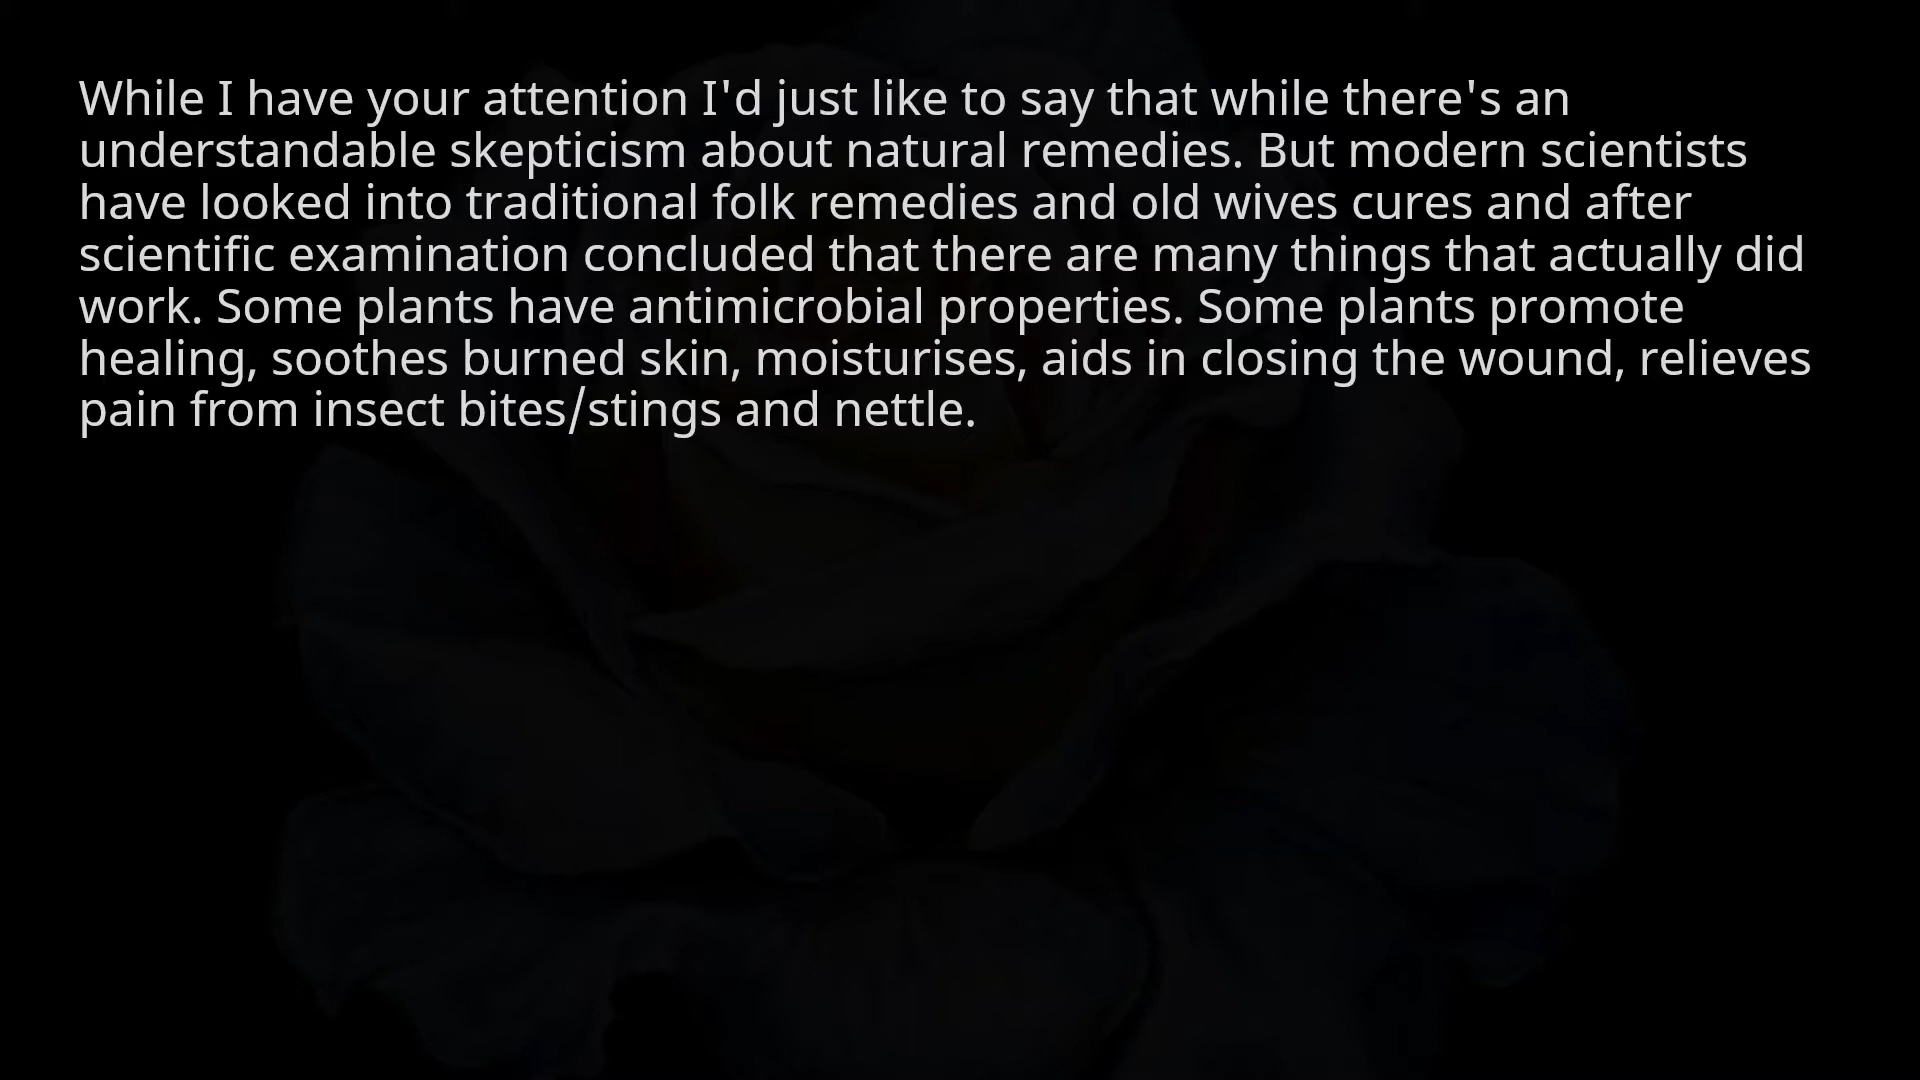 While I have your attention I'd just like to say that while there's an
understandable skepticism about natural remedies. But modern scientists
have looked into traditional folk remedies and old wives cures and after
scientific examination concluded that there are many things that actually did
work. Some plants have antimicrobial properties. Some plants promote
healing, soothes burned skin, moisturises, aids in closing the wound, relieves
pain from insect bites/stings and nettle.